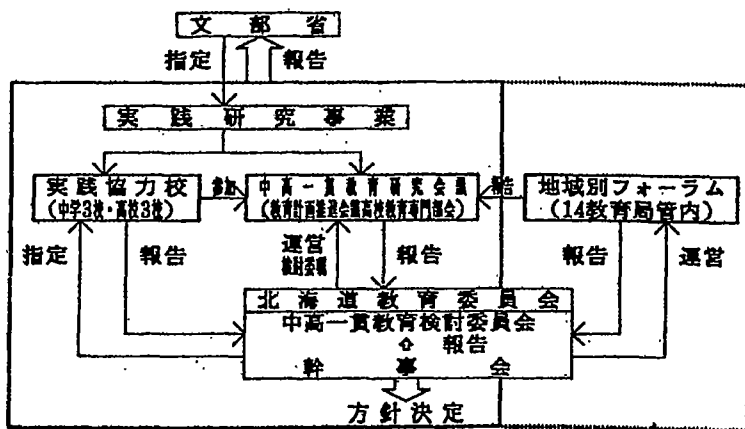 文部省
指定
報告
実践研究事業
実践協力校
(中学3校・高校3校)
参加
中高一貫教育研究会議
(教育計画推進会議高校教育専門部会)
報告
地域別フォーラム
(14教育局管内)
指定
報告
運営
検討委嘱
報告
報告
運営
北海道教育委員会
中高一貫教育検討委員会
⇧ 報告
幹事会
方針決定